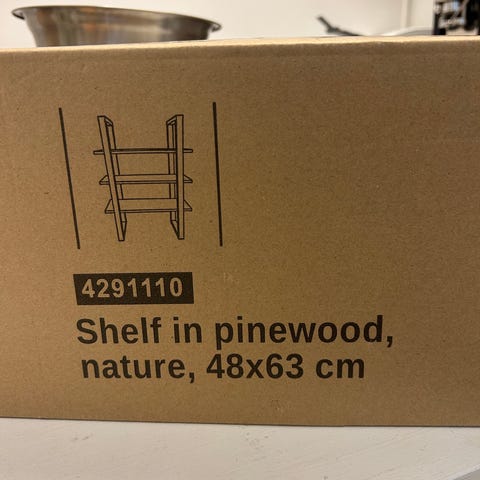 4291110
Shelf in pinewood,
nature, 48x63 cm